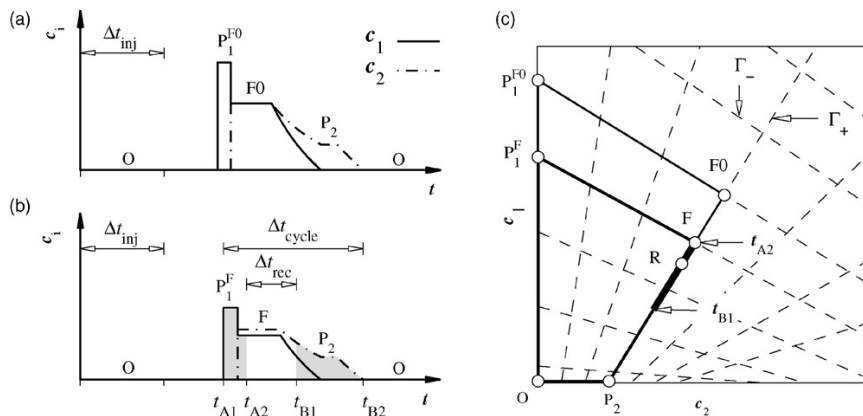 (a)
c_i
Δt_inj
P_1^F0
F0
P_2
O
O
t
c_1
c_2
(b)
c_i
Δt_inj
Δt_cycle
Δt_rec
P_1^F
F
P_2
O
O
t_A1 t_A2 t_B1 t_B2 t
(c)
P_1^F0
P_1^F
Γ_−
Γ_+
F0
F
R
t_A2
t_B1
c_1
O
P_2
c_2